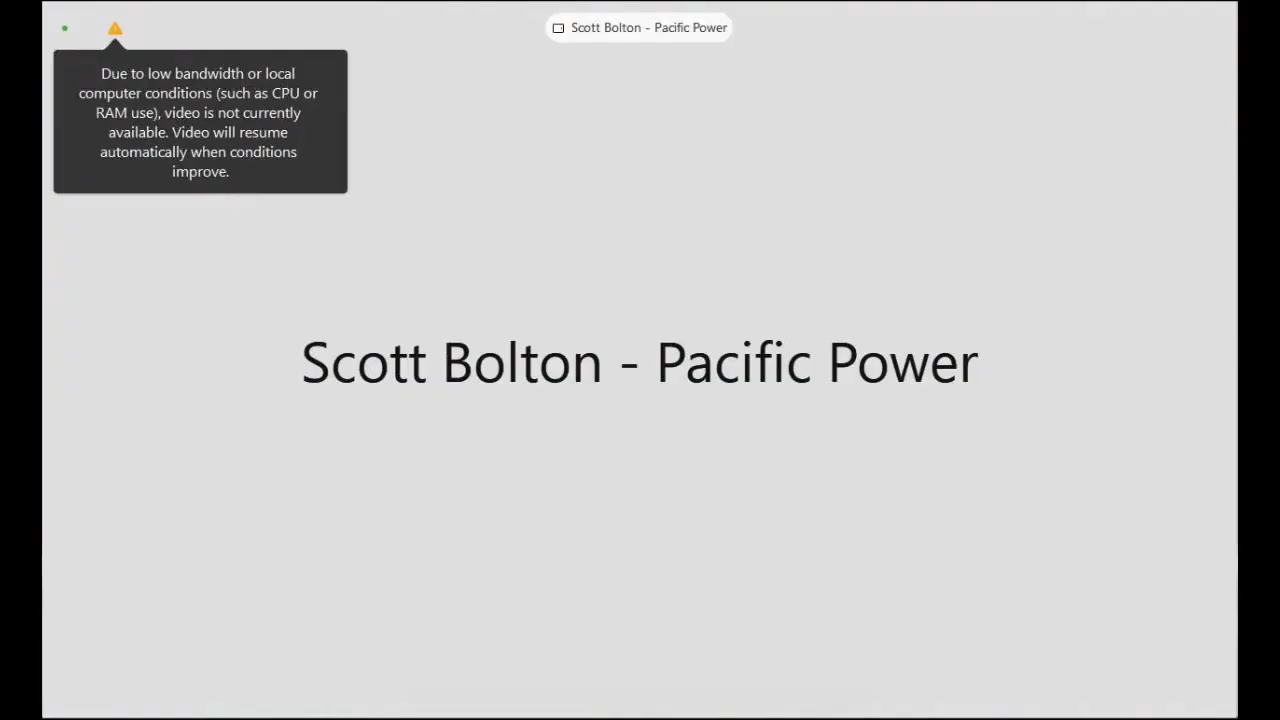 Scott Bolton - Pacific Power
Due to low bandwidth or local
computer conditions (such as CPU or
RAM use), video is not currently
available. Video will resume
automatically when conditions
improve.
Scott Bolton - Pacific Power